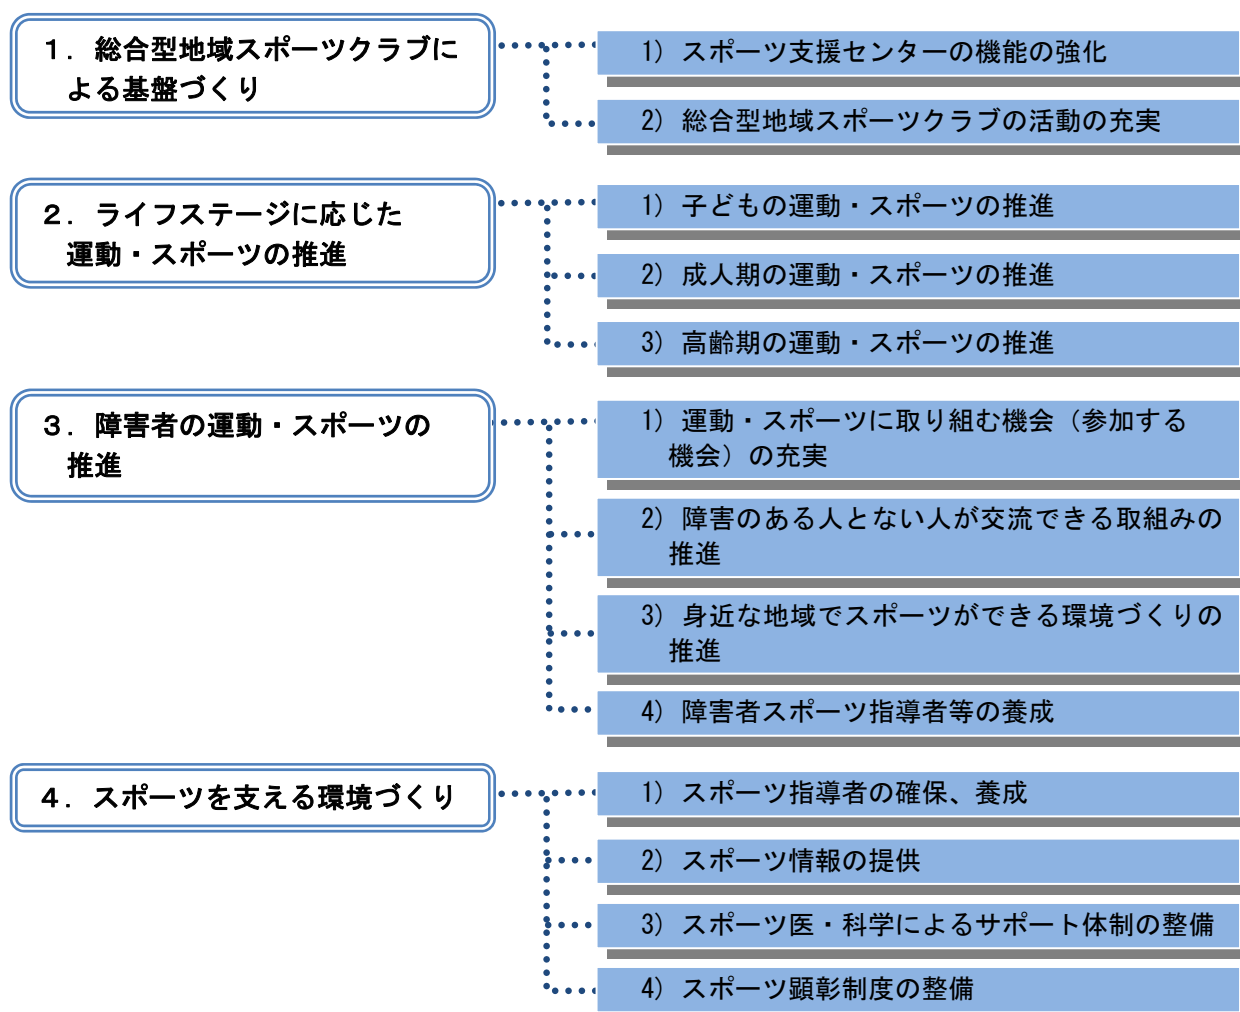 １．総合型地域スポーツクラブに
よる基盤づくり
1）スポーツ支援センターの機能の強化
2）総合型地域スポーツクラブの活動の充実
２．ライフステージに応じた
運動・スポーツの推進
1）子どもの運動・スポーツの推進
2）成人期の運動・スポーツの推進
3）高齢期の運動・スポーツの推進
３．障害者の運動・スポーツの
推進
1）運動・スポーツに取り組む機会（参加する
機会）の充実
2）障害のある人とない人が交流できる取組みの
推進
3）身近な地域でスポーツができる環境づくりの
推進
4）障害者スポーツ指導者等の養成
４．スポーツを支える環境づくり
1）スポーツ指導者の確保、養成
2）スポーツ情報の提供
3）スポーツ医・科学によるサポート体制の整備
4）スポーツ顕彰制度の整備